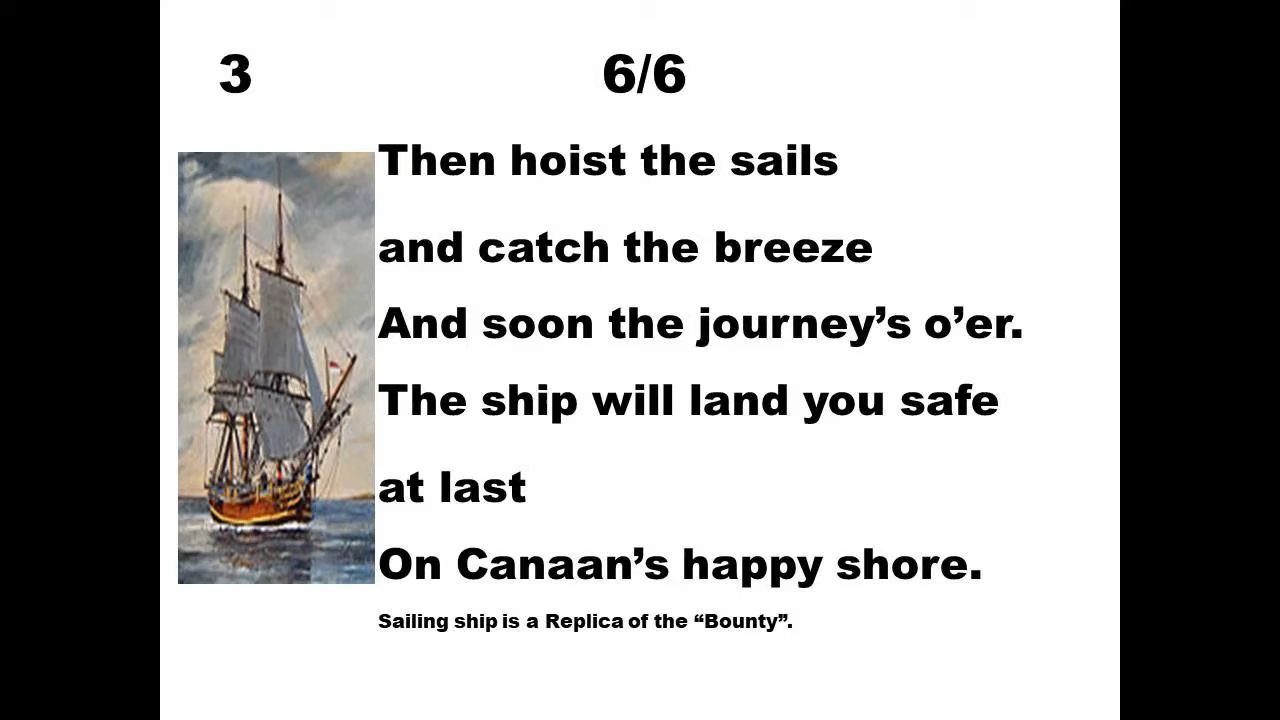 3 6/6
Then hoist the sails
and catch the breeze
And soon the journey’s o’er.
The ship will land you safe
at last
On Canaan’s happy shore.
Sailing ship is a Replica of the “Bounty”.